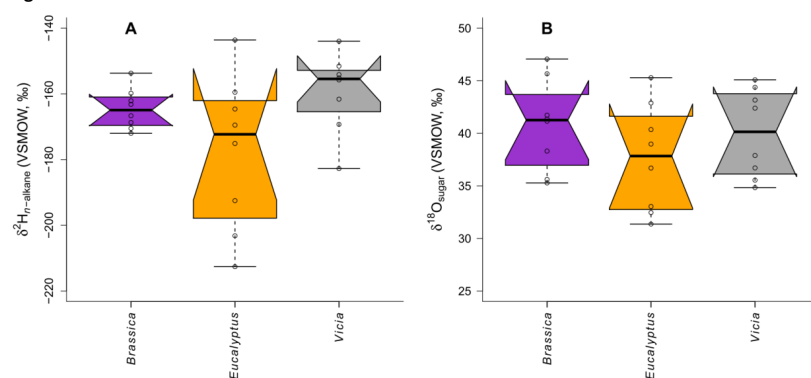 A
δ²Hn−alkane (VSMOW, ‰)
−140
−160
−180
−200
−220
Brassica
Eucalyptus
Vicia
B
δ¹⁸Osugar (VSMOW, ‰)
50
45
40
35
30
25
Brassica
Eucalyptus
Vicia